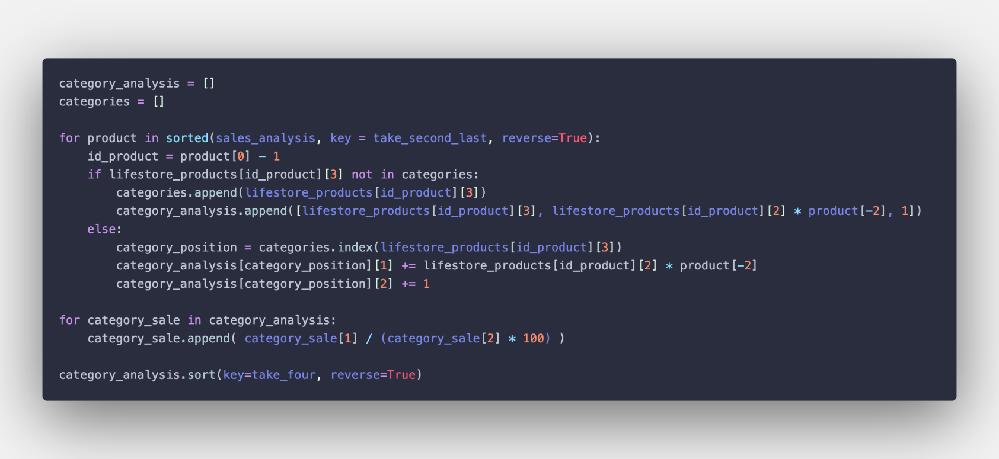 category_analysis = []
categories = []

for product in sorted(sales_analysis, key = take_second_last, reverse=True):
    id_product = product[0] - 1
    if lifestore_products[id_product][3] not in categories:
        categories.append(lifestore_products[id_product][3])
        category_analysis.append([lifestore_products[id_product][3], lifestore_products[id_product][2] * product[-2], 1])
    else:
        category_position = categories.index(lifestore_products[id_product][3])
        category_analysis[category_position][1] += lifestore_products[id_product][2] * product[-2]
        category_analysis[category_position][2] += 1

for category_sale in category_analysis:
    category_sale.append( category_sale[1] / (category_sale[2] * 100) )

category_analysis.sort(key=take_four, reverse=True)